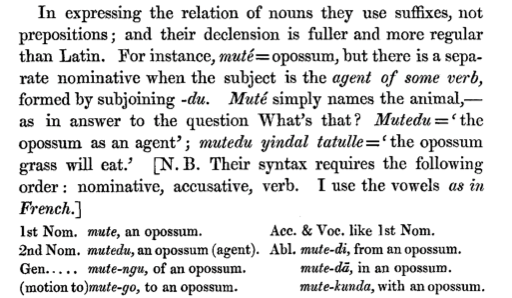 In expressing the relation of nouns they use suffixes, not
prepositions; and their declension is fuller and more regular
than Latin. For instance, muté=opossum, but there is a sepa-
rate nominative when the subject is the agent of some verb,
formed by subjoining -du. Muté simply names the animal,—
as in answer to the question What's that? Mutedu=‘the
opossum as an agent’; mutedu yindal tatulle=‘the opossum
grass will eat.’ [N.B. Their syntax requires the following
order: nominative, accusative, verb. I use the vowels as in
French.]
1st Nom. mute, an opossum. Acc. & Voc. like 1st Nom.
2nd Nom. mutedu, an opossum (agent). Abl. mute-di, from an opossum.
Gen..... mute-ngu, of an opossum. mute-dā, in an opossum.
(motion to)mute-go, to an opossum. mute-kunda, with an opossum.